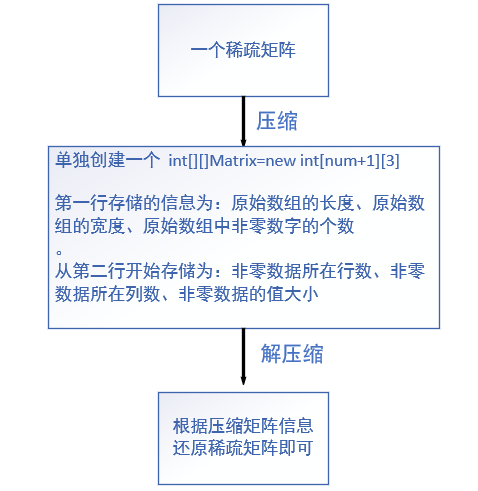 一个稀疏矩阵
压缩
单独创建一个 int[][]Matrix=new int[num+1][3]
第一行存储的信息为：原始数组的长度、原始数
组的宽度、原始数组中非零数字的个数
。
从第二行开始存储为：非零数据所在行数、非零
数据所在列数、非零数据的值大小
解压缩
根据压缩矩阵信息
还原稀疏矩阵即可